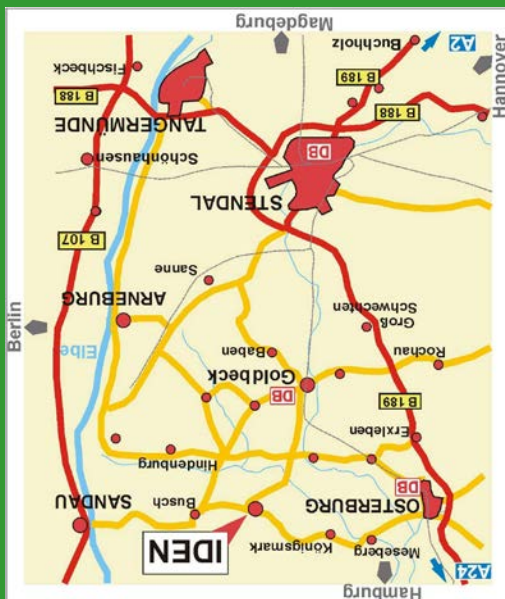 Hamburg
A24
Meseberg
Königsmark
IDEN
OSTERBURG
DB
Busch
SANDAU
Hindenburg
Erxleben
B 189
DB
Goldbeck
Rochau
Baben
Groß
Schwechten
Elbe
Berlin
ARNEBURG
Sanne
B 107
STENDAL
DB
Schönhausen
TANGERMÜNDE
B 188
B 188
B 189
Fischbeck
Buchholz
A2
Hannover
Magdeburg